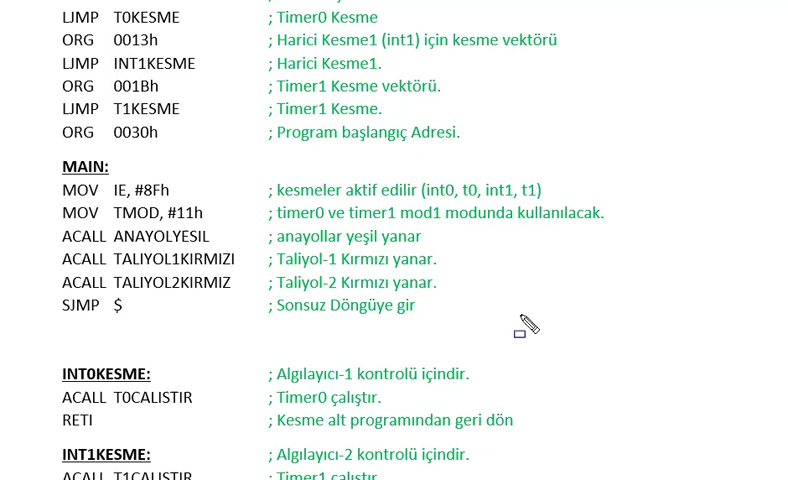 LJMP T0KESME ; Timer0 Kesme
ORG 0013h ; Harici Kesme1 (int1) için kesme vektörü
LJMP INT1KESME ; Harici Kesme1.
ORG 001Bh ; Timer1 Kesme vektörü.
LJMP T1KESME ; Timer1 Kesme.
ORG 0030h ; Program başlangıç Adresi.
MAIN:
MOV IE, #8Fh ; kesmeler aktif edilir (int0, t0, int1, t1)
MOV TMOD, #11h ; timer0 ve timer1 mod1 modunda kullanılacak.
ACALL ANAYOLYESIL ; anayollar yeşil yanar
ACALL TALIYOL1KIRMIZI ; Taliyol-1 Kırmızı yanar.
ACALL TALIYOL2KIRMIZ ; Taliyol-2 Kırmızı yanar.
SJMP $ ; Sonsuz Döngüye gir
INT0KESME: ; Algılayıcı-1 kontrolü içindir.
ACALL T0CALISTIR ; Timer0 çalıştır.
RETI ; Kesme alt programından geri dön
INT1KESME: ; Algılayıcı-2 kontrolü içindir.
ACALL T1CALISTIR ; Timer1 çalıştır